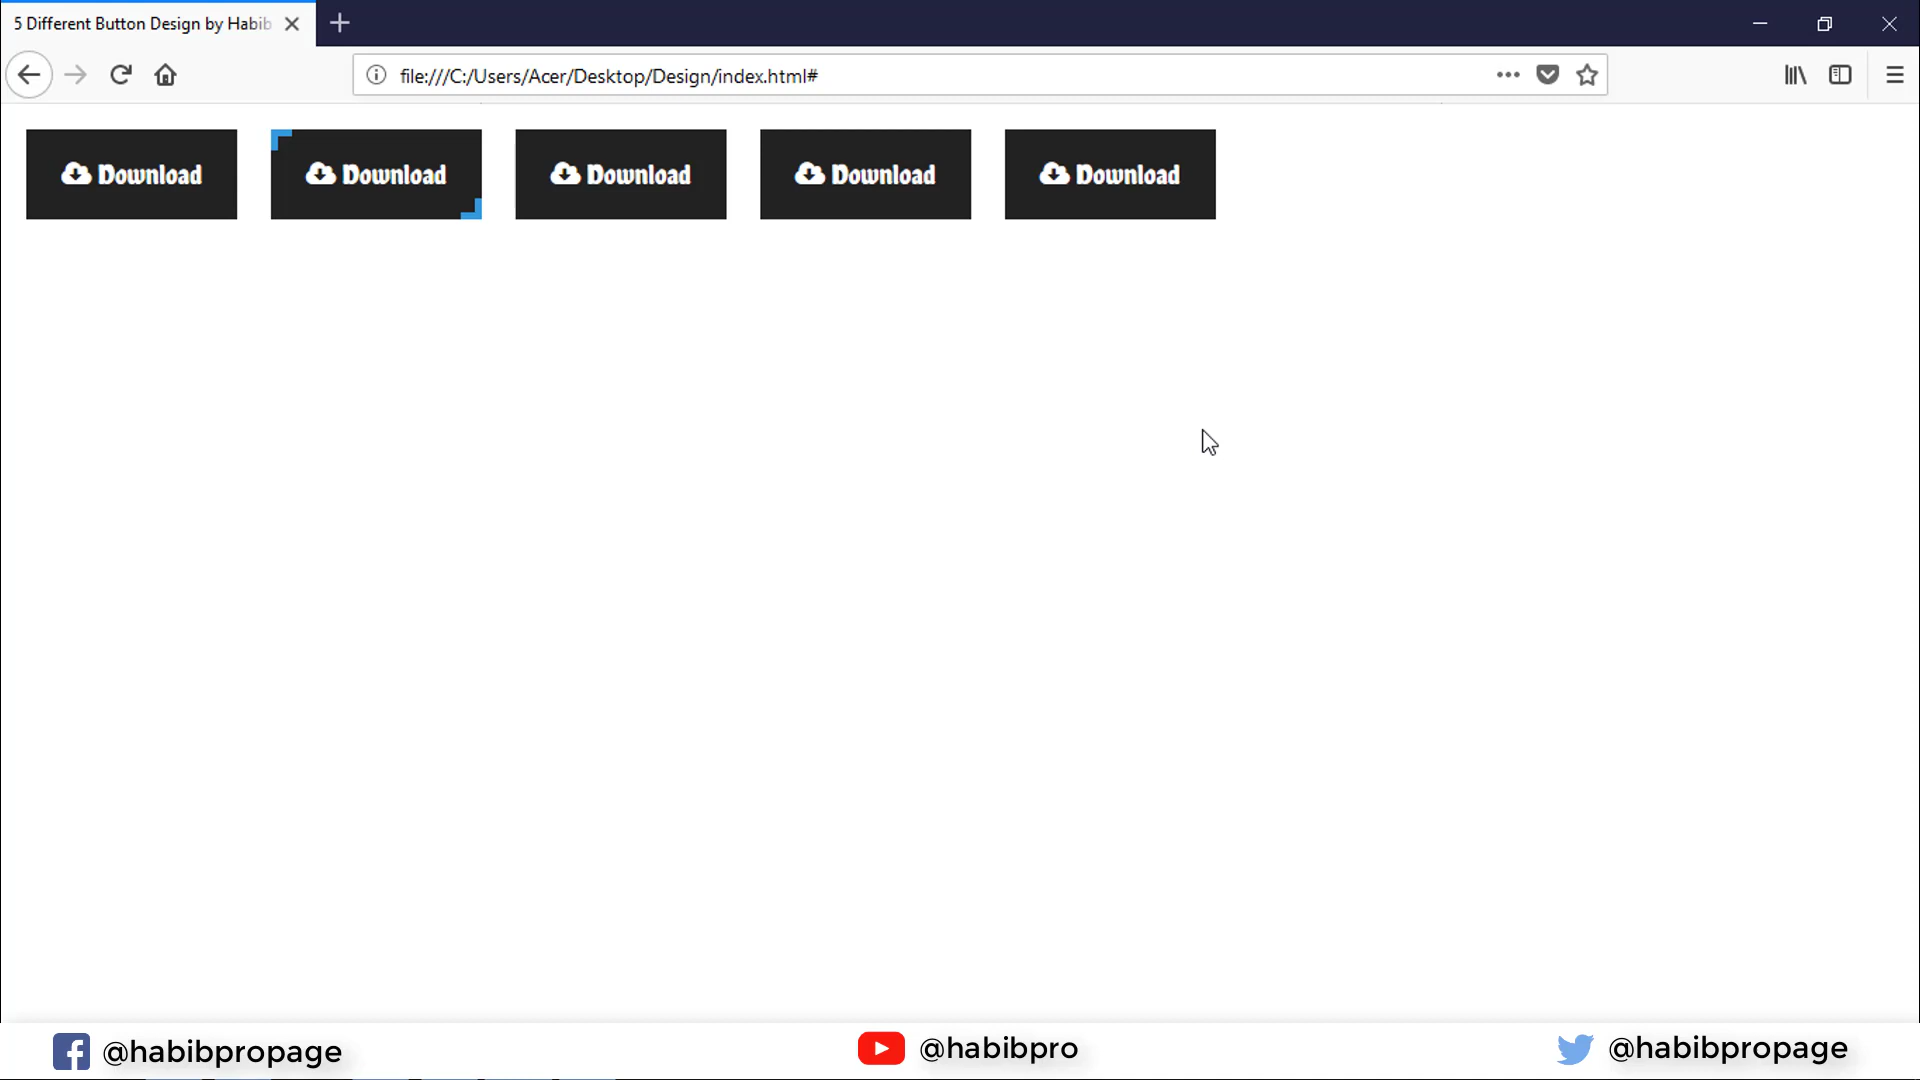 5 Different Button Design by Habib
file:///C:/Users/Acer/Desktop/Design/index.html#
Download Download Download Download Download
@habibpropage @habibpro @habibpropage